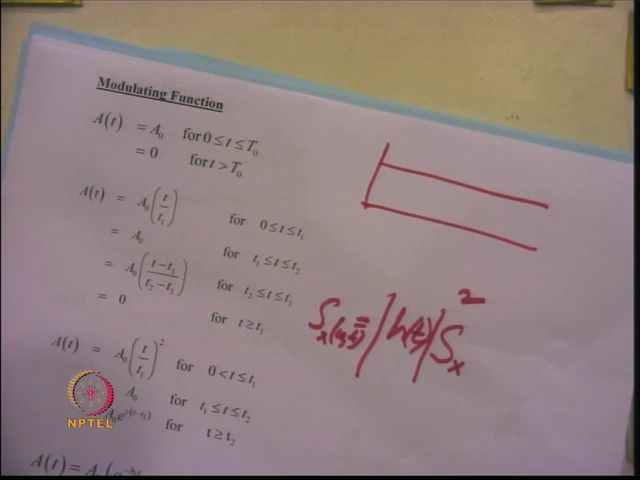 Modulating Function
A(t) = A₀ for 0 ≤ t ≤ T₀
= 0 for t > T₀
A(t) = A₀(t/t₁) for 0 ≤ t ≤ t₁
= A₀ for t₁ ≤ t ≤ t₂
= A₀((t-t₃)/(t₂-t₃)) for t₂ ≤ t ≤ t₃
= 0 for t ≥ t₃
A(t) = A₀(t/t₁)² for 0 < t ≤ t₁
A₀ for t₁ ≤ t ≤ t₂
for t ≥ t₂
A(t) = A
|h(t)|² Sₓ
NPTEL